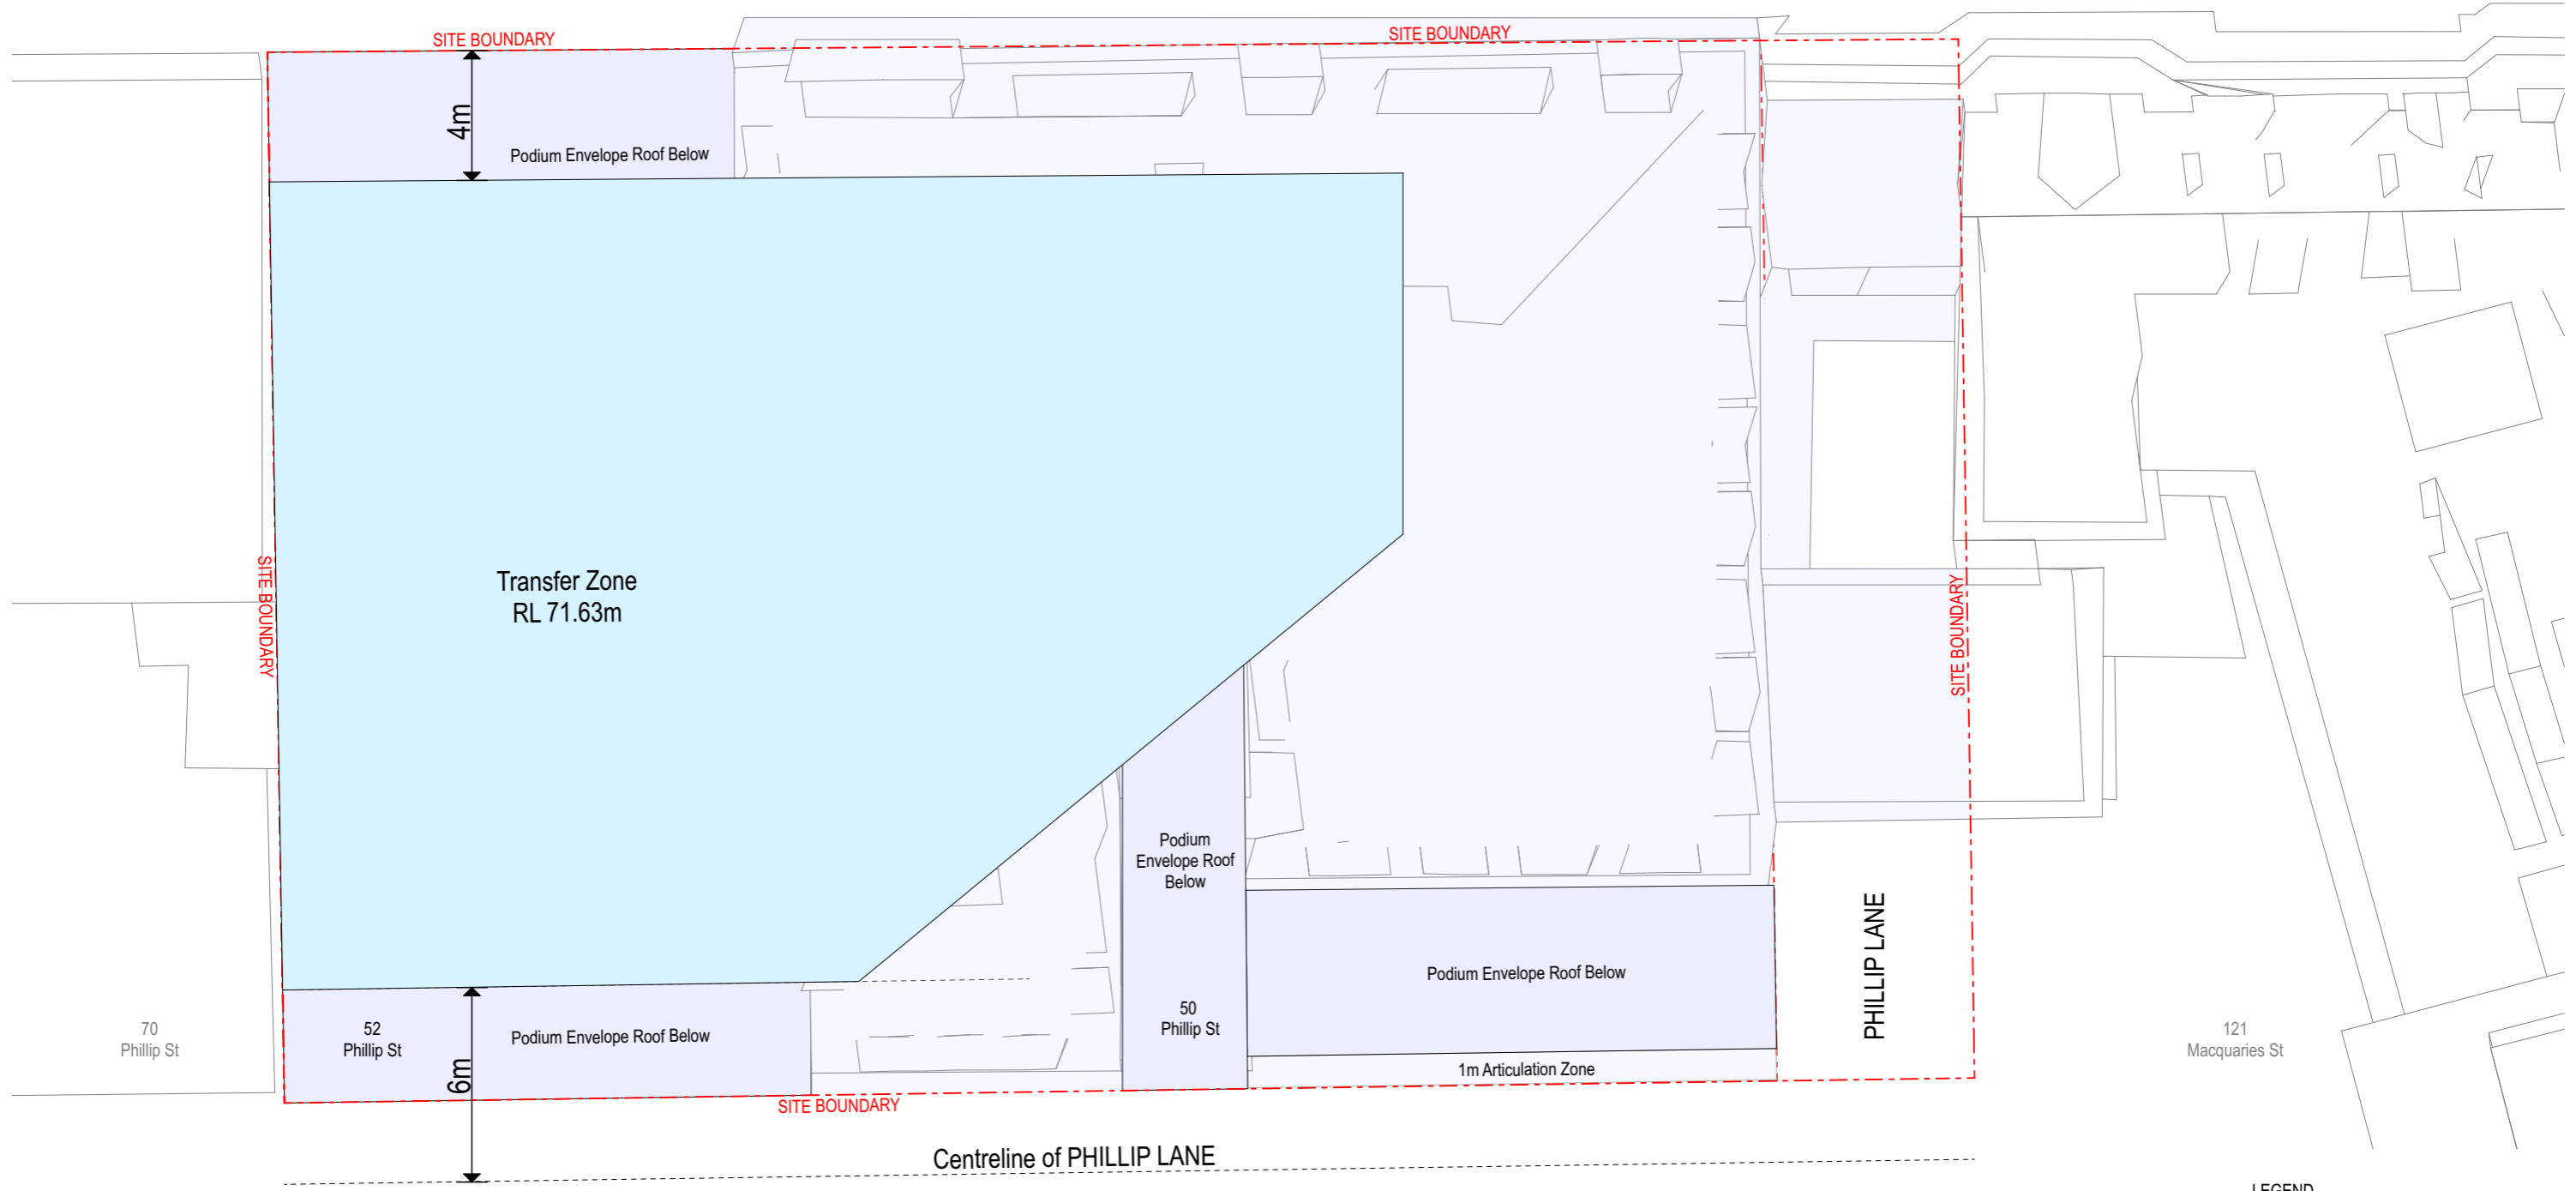 SITE BOUNDARY
SITE BOUNDARY
4m
Podium Envelope Roof Below
Transfer Zone
RL 71.63m
SITE BOUNDARY
SITE BOUNDARY
Podium
Envelope Roof
Below
PHILLIP LANE
Podium Envelope Roof Below
50
Phillip St
70
Phillip St
52
Phillip St
Podium Envelope Roof Below
121
Macquaries St
6m
1m Articulation Zone
SITE BOUNDARY
Centreline of PHILLIP LANE
LEGEND